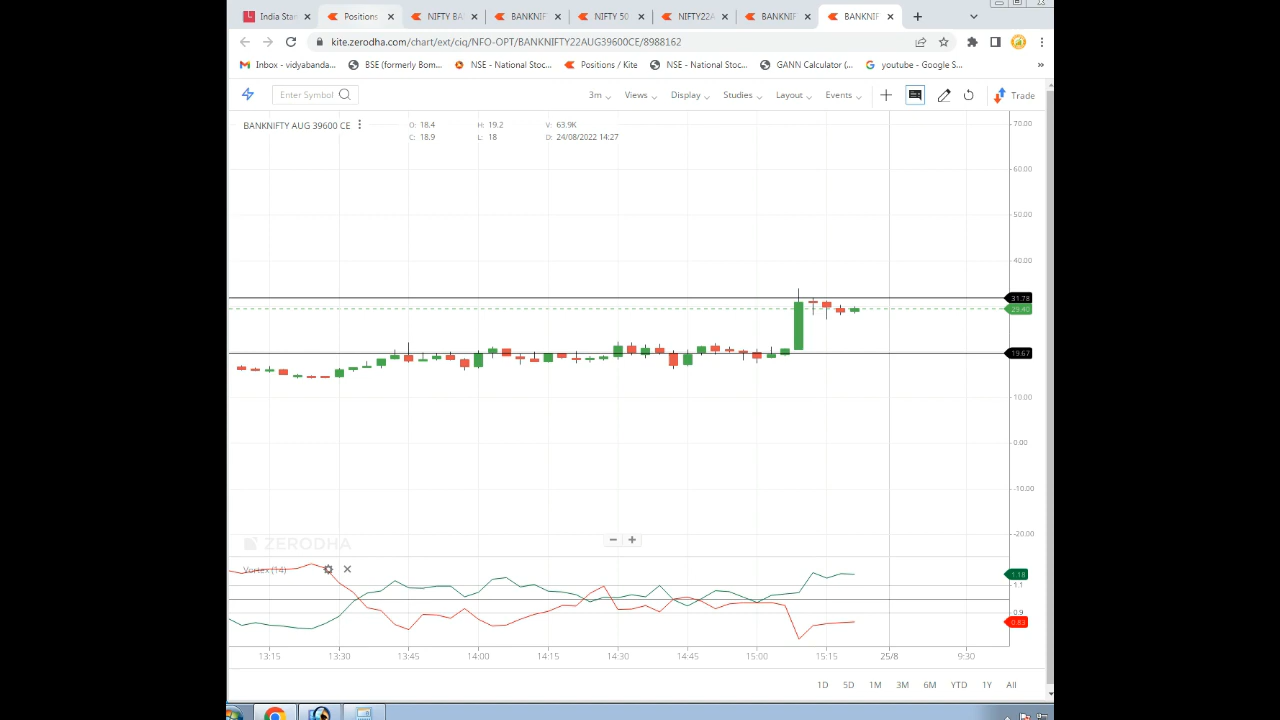 India Star
Positions
NIFTY BA
BANKNIF
NIFTY 50
NIFTY22A
BANKNIF
BANKNIF
kite.zerodha.com/chart/ext/ciq/NFO-OPT/BANKNIFTY22AUG39600CE/8988162
Inbox - vidyabanda...
BSE (formerly Bom...
NSE - National Stoc...
Positions / Kite
NSE - National Stoc...
GANN Calculator (...
youtube - Google S...
»
Enter Symbol
3m
Views
Display
Studies
Layout
Events
Trade
BANKNIFTY AUG 39600 CE
O: 18.4
H: 19.2
V: 63.9K
C: 18.9
L: 18
D: 24/08/2022 14:27
70.00
60.00
50.00
40.00
31.78
29.40
19.67
10.00
0.00
-10.00
-20.00
ZERODHA
Vortex (14)
1.18
1.1
0.9
0.83
13:15
13:30
13:45
14:00
14:15
14:30
14:45
15:00
15:15
25/8
9:30
1D
5D
1M
3M
6M
YTD
1Y
All